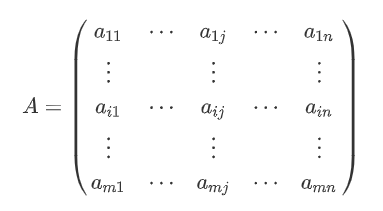 a₁₁ ⋯ a₁ⱼ ⋯ a₁ₙ
⋮ ⋮ ⋮
A = aᵢ₁ ⋯ aᵢⱼ ⋯ aᵢₙ
⋮ ⋮ ⋮
aₘ₁ ⋯ aₘⱼ ⋯ aₘₙ